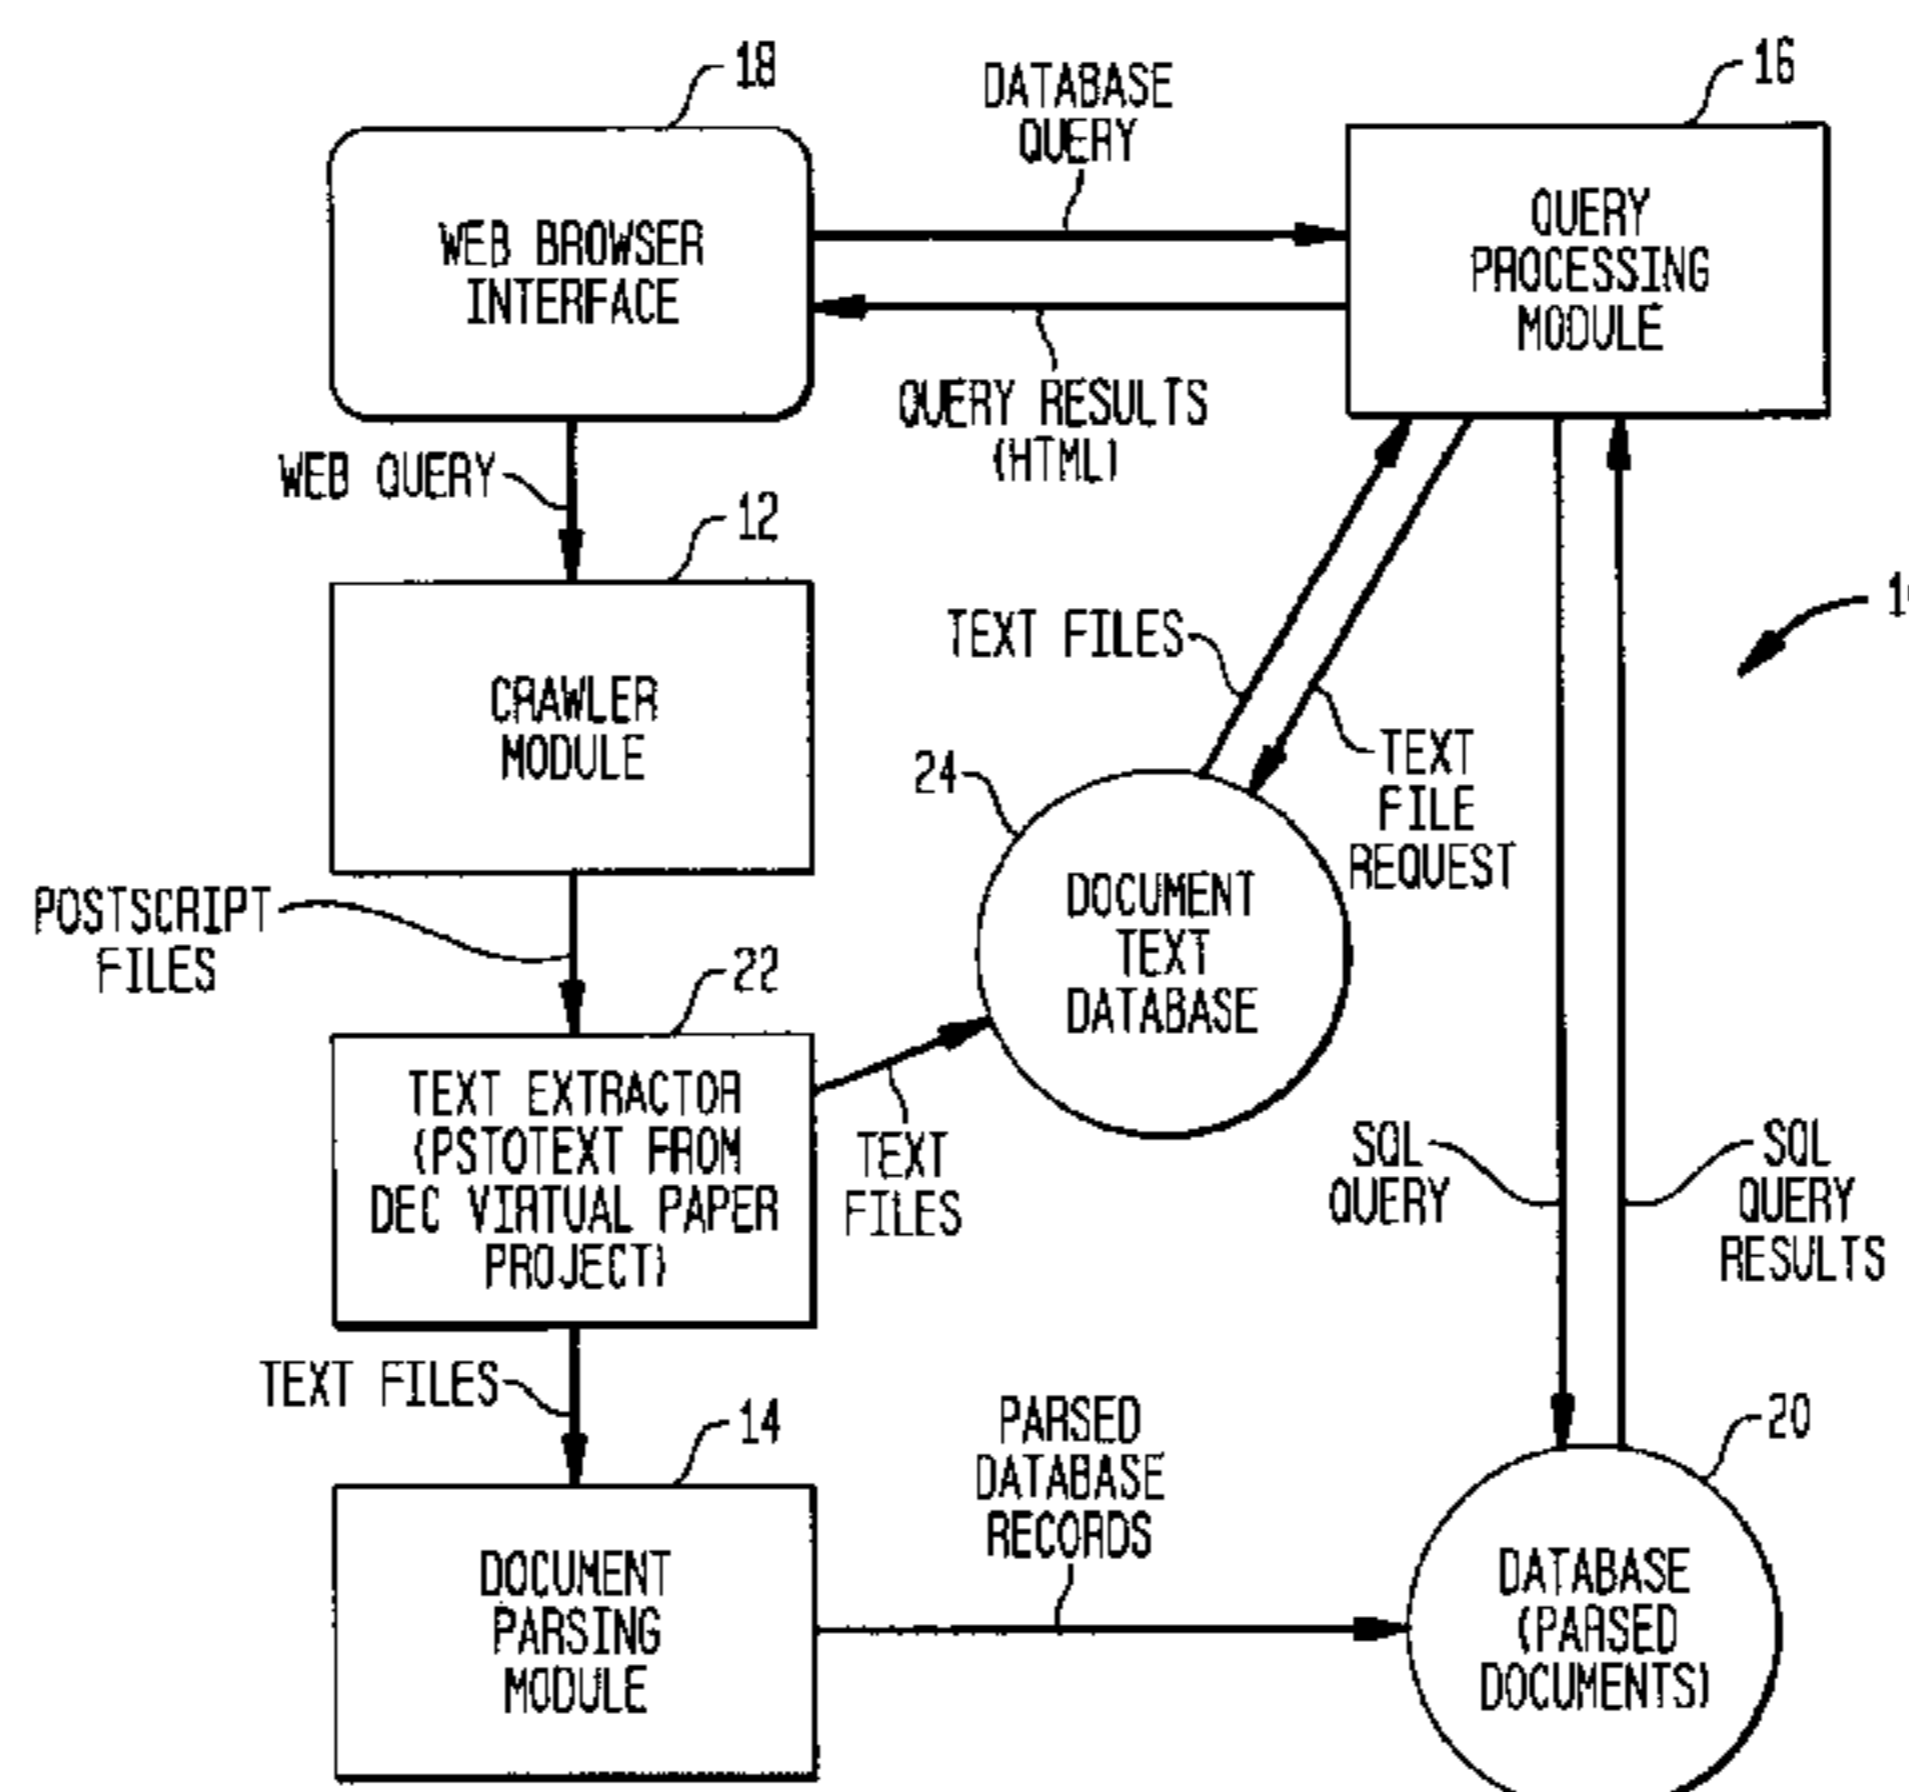 18
DATABASE
QUERY
16
WEB BROWSER
INTERFACE
QUERY
PROCESSING
MODULE
QUERY RESULTS
(HTML)
WEB QUERY
12
CRAWLER
MODULE
TEXT FILES
TEXT
FILE
REQUEST
24
DOCUMENT
TEXT
DATABASE
POSTSCRIPT
FILES
22
TEXT EXTRACTOR
(PSTOTEXT FROM
DEC VIRTUAL PAPER
PROJECT)
TEXT
FILES
SQL
QUERY
SQL
QUERY
RESULTS
TEXT FILES
14
PARSED
DATABASE
RECORDS
20
DOCUMENT
PARSING
MODULE
DATABASE
(PARSED
DOCUMENTS)